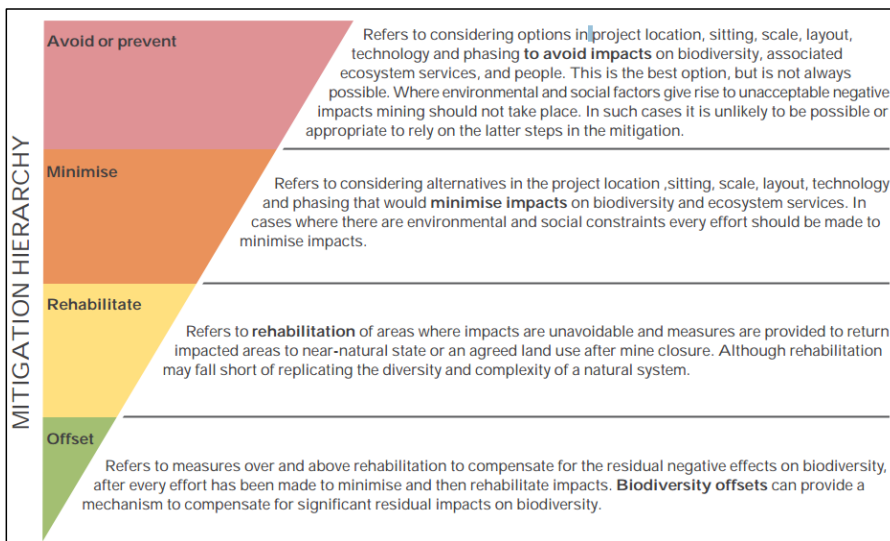 MITIGATION HIERARCHY
Avoid or prevent
Refers to considering options in project location, sitting, scale, layout,
technology and phasing to avoid impacts on biodiversity, associated
ecosystem services, and people. This is the best option, but is not always
possible. Where environmental and social factors give rise to unacceptable negative
impacts mining should not take place. In such cases it is unlikely to be possible or
appropriate to rely on the latter steps in the mitigation.
Minimise
Refers to considering alternatives in the project location ,sitting, scale, layout, technology
and phasing that would minimise impacts on biodiversity and ecosystem services. In
cases where there are environmental and social constraints every effort should be made to
minimise impacts.
Rehabilitate
Refers to rehabilitation of areas where impacts are unavoidable and measures are provided to return
impacted areas to near-natural state or an agreed land use after mine closure. Although rehabilitation
may fall short of replicating the diversity and complexity of a natural system.
Offset
Refers to measures over and above rehabilitation to compensate for the residual negative effects on biodiversity,
after every effort has been made to minimise and then rehabilitate impacts. Biodiversity offsets can provide a
mechanism to compensate for significant residual impacts on biodiversity.